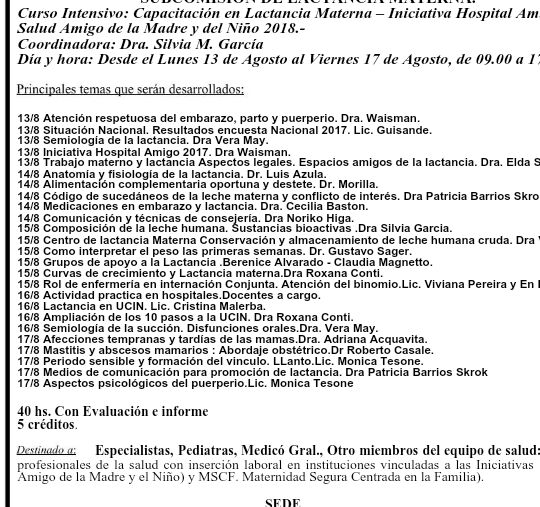 SUBCOMISIÓN DE LACTANCIA MATERNA.
Curso Intensivo: Capacitación en Lactancia Materna – Iniciativa Hospital Am
Salud Amigo de la Madre y del Niño 2018.-
Coordinadora: Dra. Silvia M. García
Día y hora: Desde el Lunes 13 de Agosto al Viernes 17 de Agosto, de 09.00 a 17
Principales temas que serán desarrollados:
13/8 Atención respetuosa del embarazo, parto y puerperio. Dra. Waisman.
13/8 Situación Nacional. Resultados encuesta Nacional 2017. Lic. Guisande.
13/8 Semiología de la lactancia. Dra Vera May.
13/8 Iniciativa Hospital Amigo 2017. Dra Waisman.
13/8 Trabajo materno y lactancia Aspectos legales. Espacios amigos de la lactancia. Dra. Elda S
14/8 Anatomía y fisiología de la lactancia. Dr. Luis Azula.
14/8 Alimentación complementaria oportuna y destete. Dr. Morilla.
14/8 Código de sucedáneos de la leche materna y conflicto de interés. Dra Patricia Barrios Skro
14/8 Medicaciones en embarazo y lactancia. Dra. Cecilia Baston.
14/8 Comunicación y técnicas de consejería. Dra Noriko Higa.
15/8 Composición de la leche humana. Sustancias bioactivas .Dra Silvia Garcia.
15/8 Centro de lactancia Materna Conservación y almacenamiento de leche humana cruda. Dra V
15/8 Como interpretar el peso las primeras semanas. Dr. Gustavo Sager.
15/8 Grupos de apoyo a la Lactancia .Berenice Alvarado - Claudia Magnetto.
15/8 Curvas de crecimiento y Lactancia materna.Dra Roxana Conti.
15/8 Rol de enfermería en internación Conjunta. Atención del binomio.Lic. Viviana Pereira y En
16/8 Actividad practica en hospitales.Docentes a cargo.
16/8 Lactancia en UCIN. Lic. Cristina Malerba.
16/8 Ampliación de los 10 pasos a la UCIN. Dra Roxana Conti.
16/8 Semiología de la succión. Disfunciones orales.Dra. Vera May.
17/8 Afecciones tempranas y tardías de las mamas.Dra. Adriana Acquavita.
17/8 Mastitis y abscesos mamarios : Abordaje obstétrico.Dr Roberto Casale.
17/8 Periodo sensible y formación del vínculo. LLanto.Lic. Monica Tesone.
17/8 Medios de comunicación para promoción de lactancia. Dra Patricia Barrios Skrok
17/8 Aspectos psicológicos del puerperio.Lic. Monica Tesone
40 hs. Con Evaluación e informe
5 créditos.
Destinado a: Especialistas, Pediatras, Medicó Gral., Otro miembros del equipo de salud:
profesionales de la salud con inserción laboral en instituciones vinculadas a las Iniciativas
Amigo de la Madre y el Niño) y MSCF. Maternidad Segura Centrada en la Familia).
SEDE